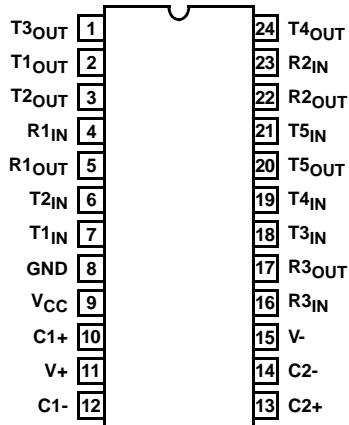 T3OUT 1 24 T4OUT
T1OUT 2 23 R2IN
T2OUT 3 22 R2OUT
R1IN 4 21 T5IN
R1OUT 5 20 T5OUT
T2IN 6 19 T4IN
T1IN 7 18 T3IN
GND 8 17 R3OUT
VCC 9 16 R3IN
C1+ 10 15 V-
V+ 11 14 C2-
C1- 12 13 C2+